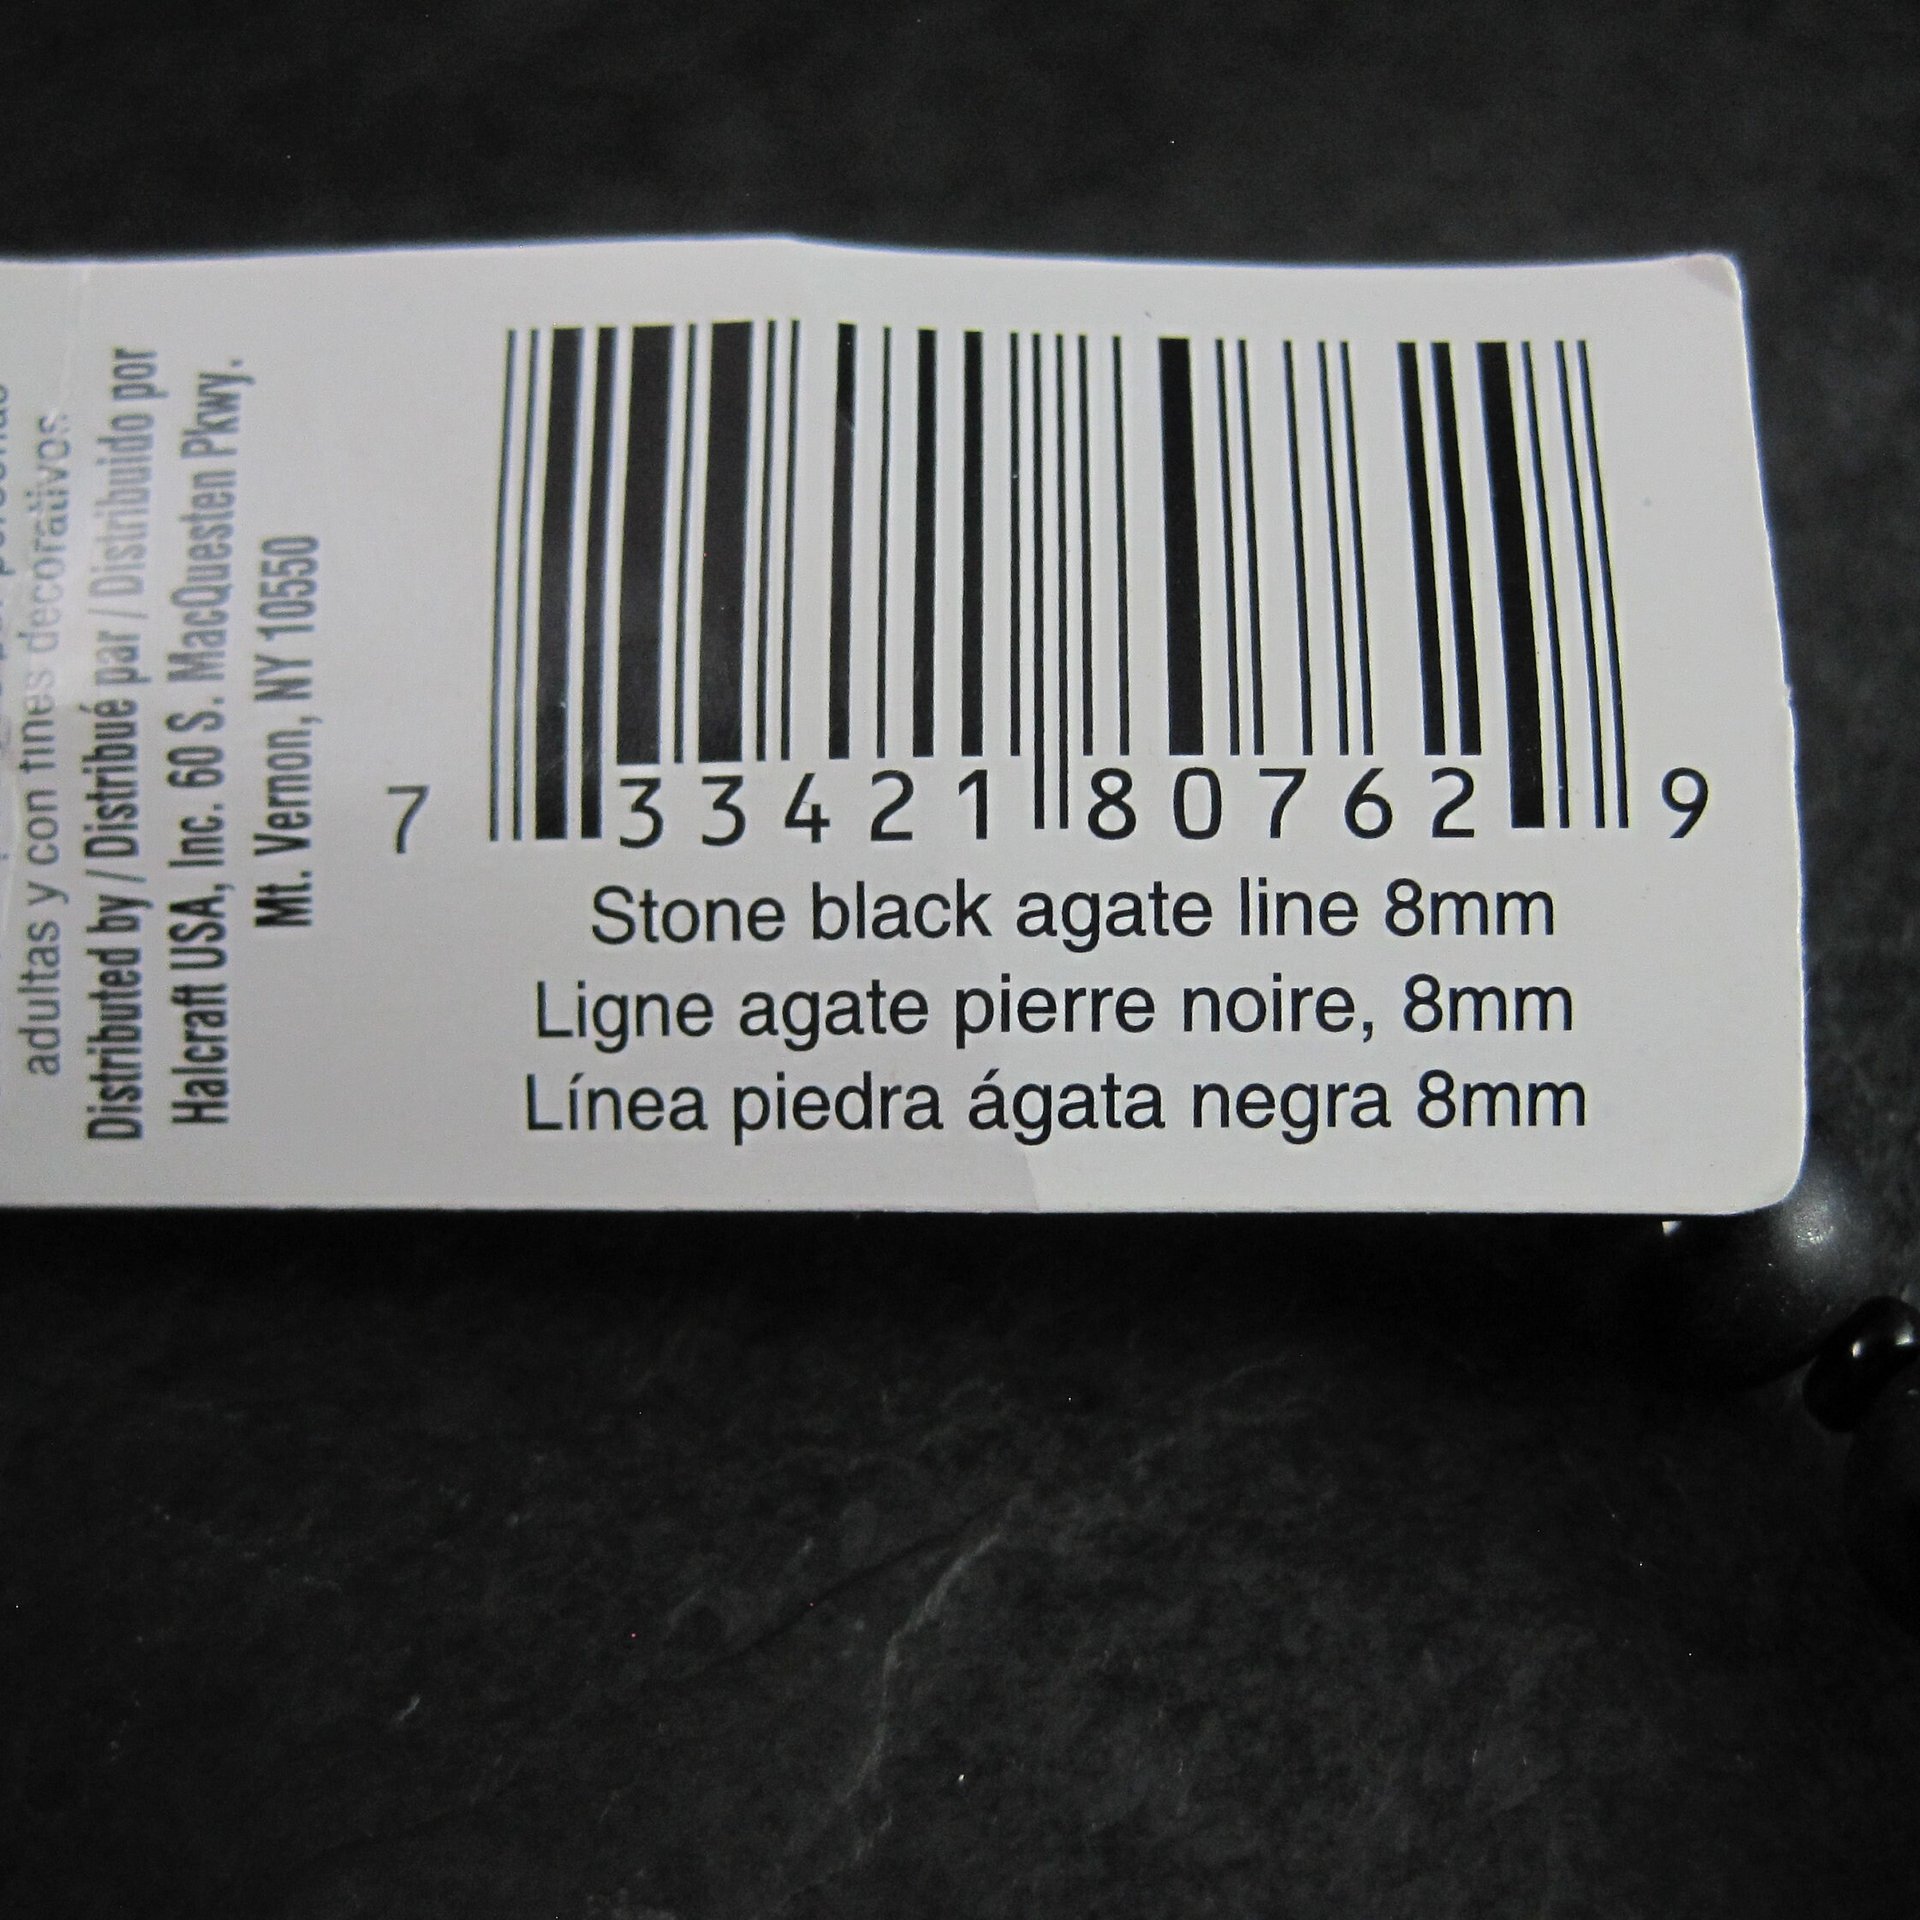 adultas y con fines decorativos.
Distributed by / Distribué par / Distribuido por
Halcraft USA, Inc. 60 S. MacQuesten Pkwy.
Mt. Vernon, NY 10550
7 33421 80762 9
Stone black agate line 8mm
Ligne agate pierre noire, 8mm
Línea piedra ágata negra 8mm